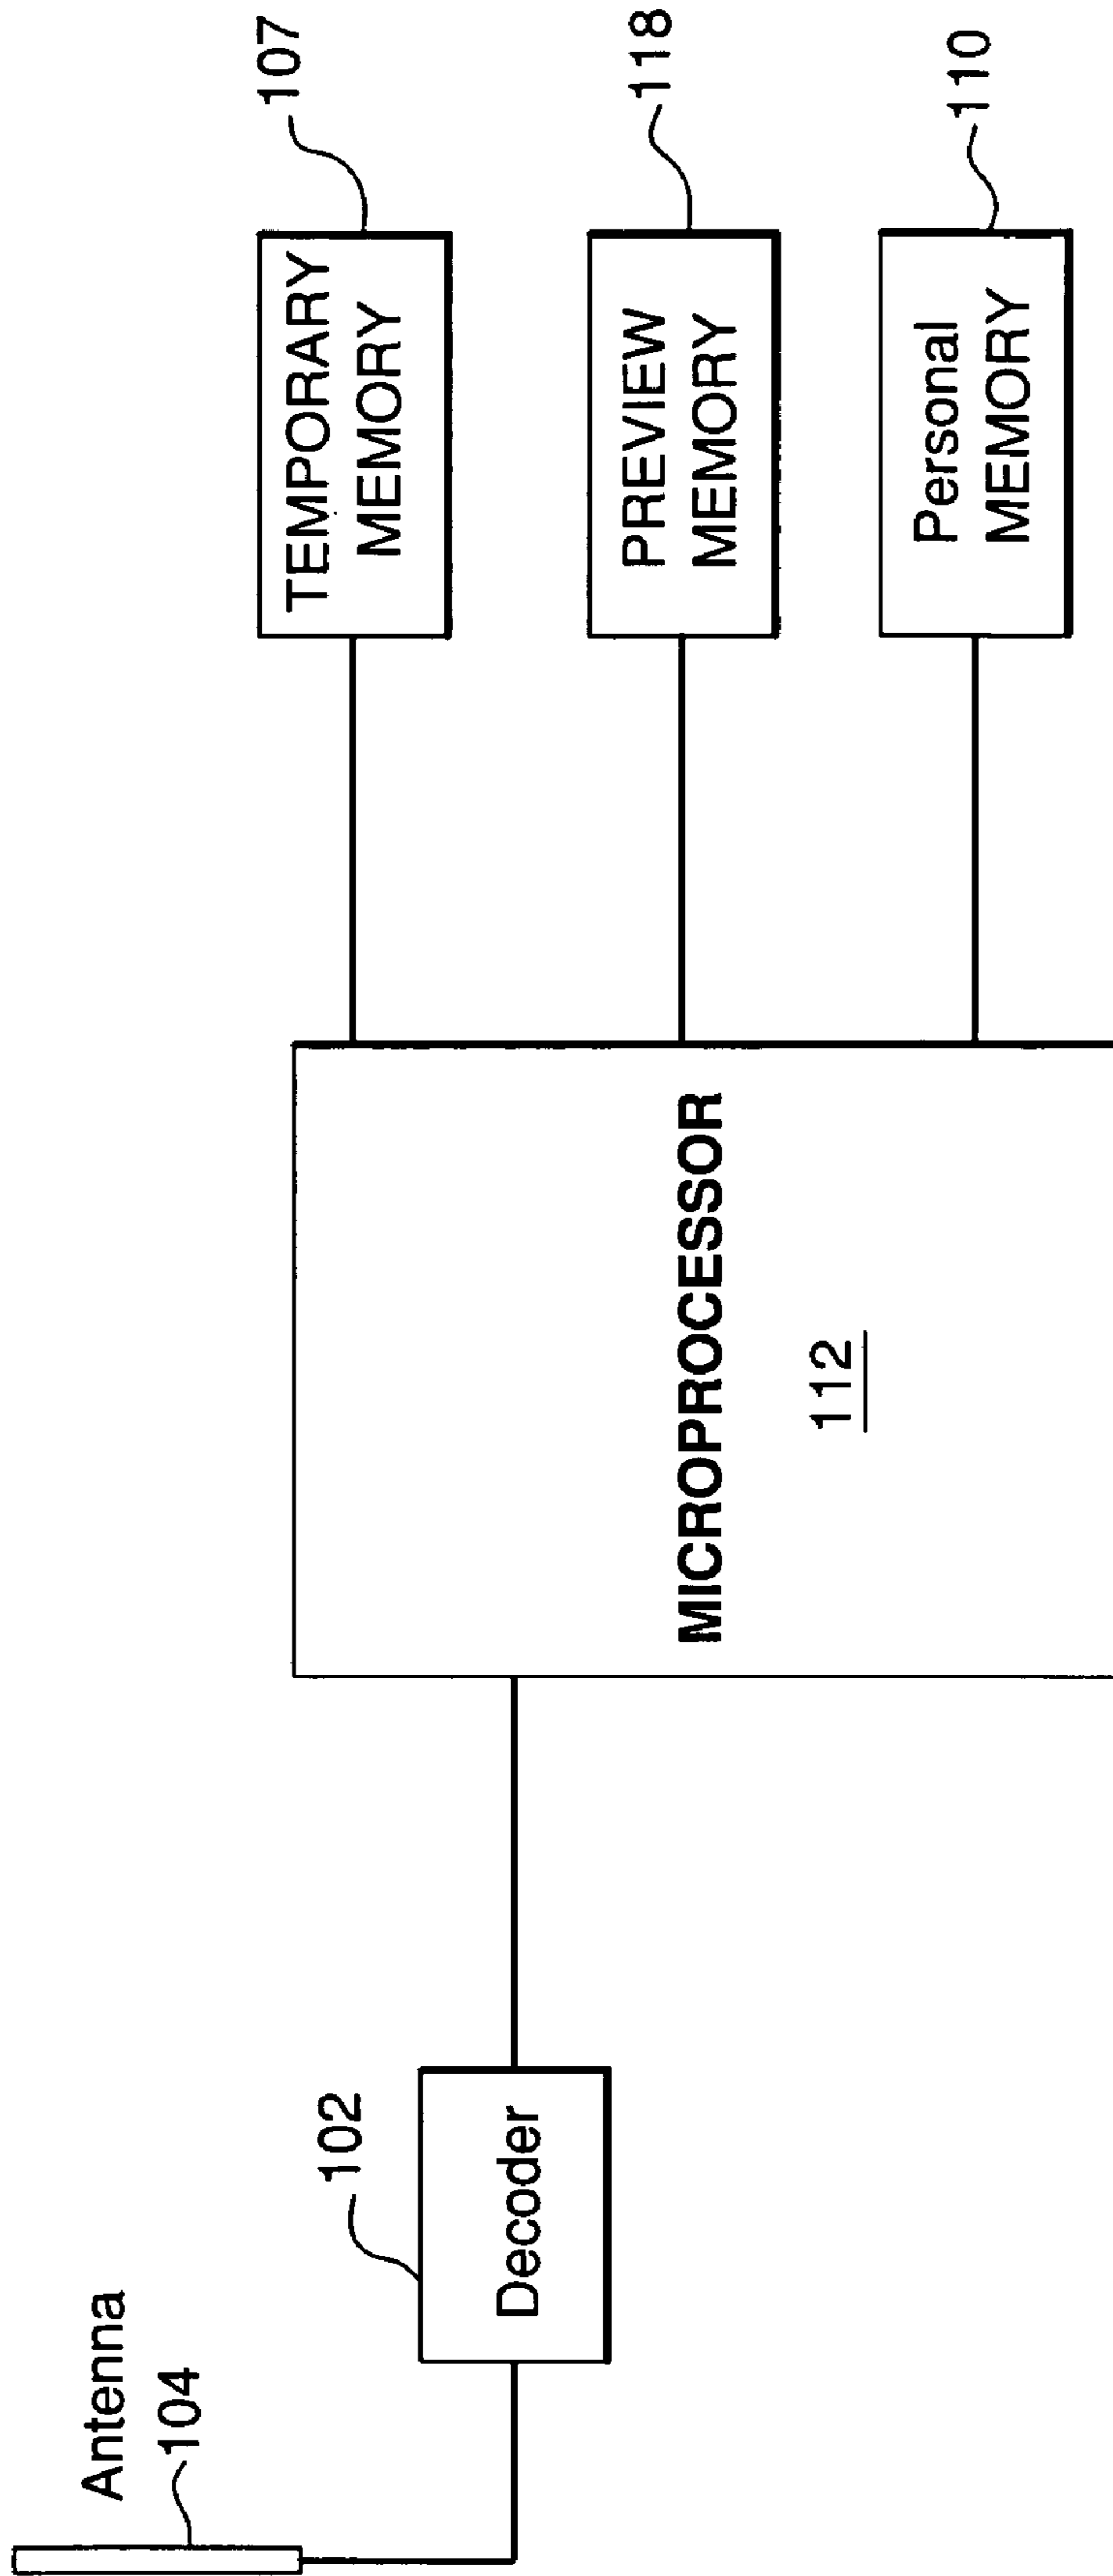 Antenna
104
102
Decoder
MICROPROCESSOR
112
TEMPORARY
MEMORY
107
PREVIEW
MEMORY
118
Personal
MEMORY
110